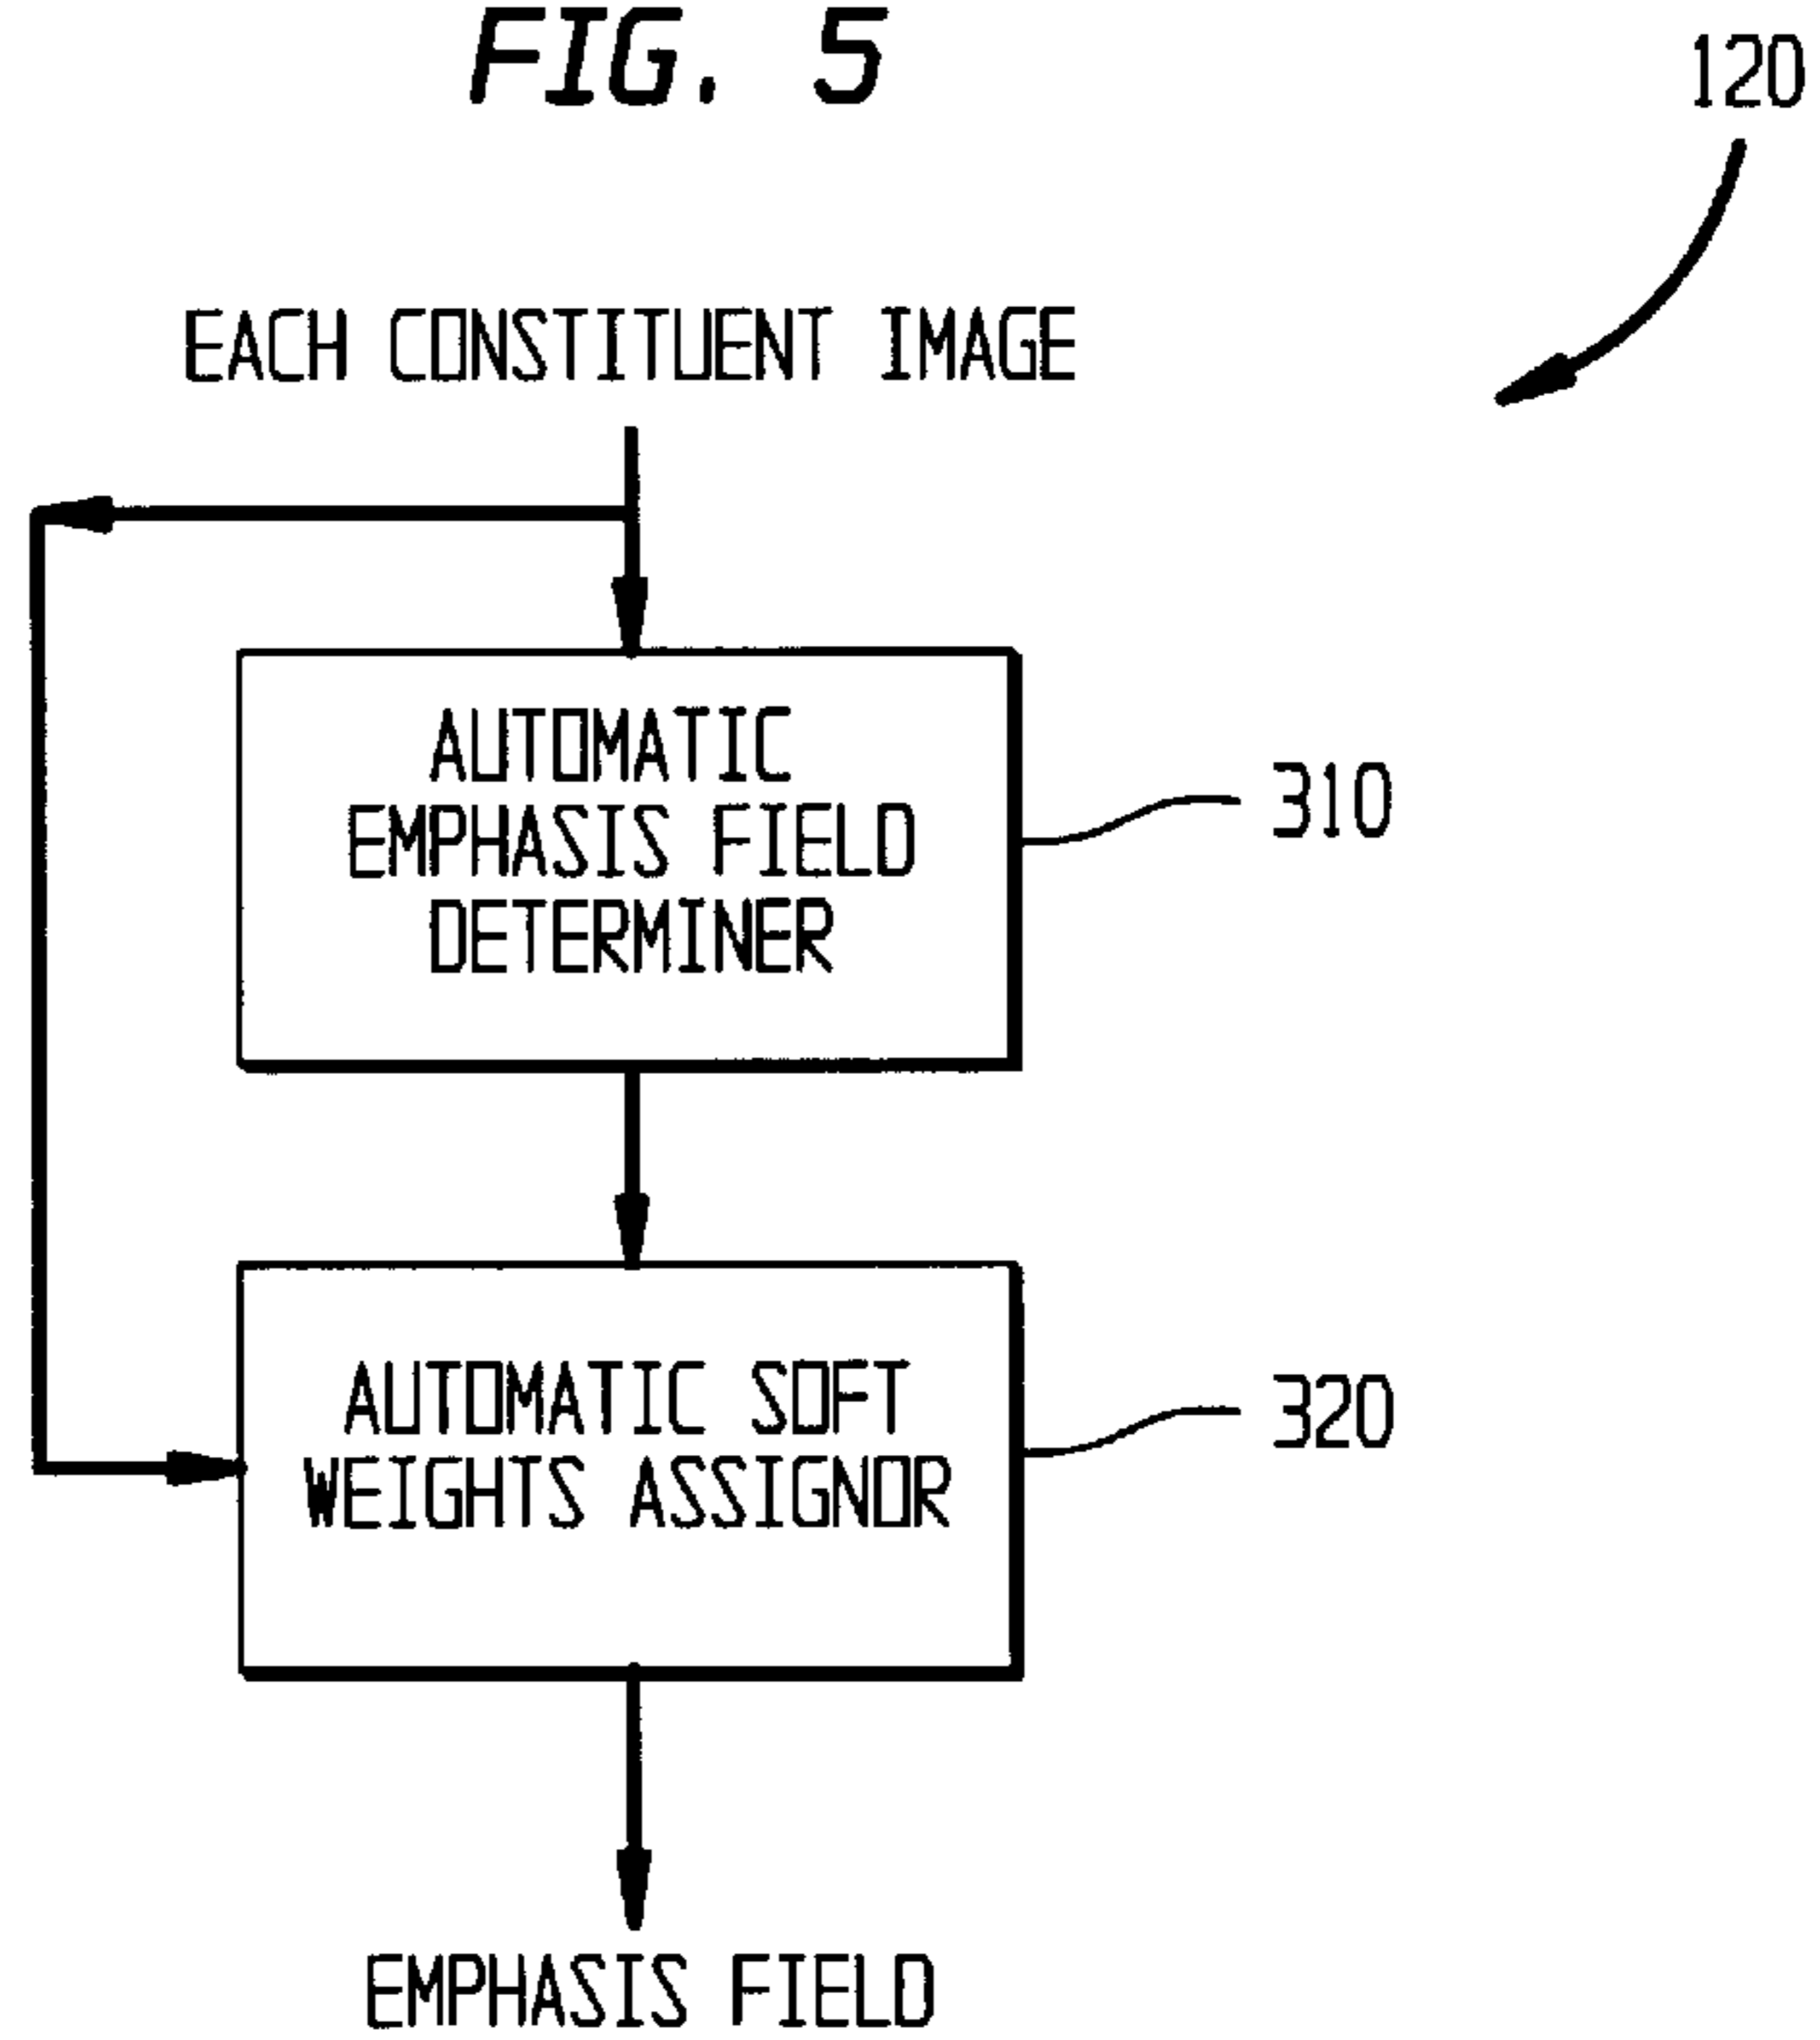 FIG. 5
120
EACH CONSTITUENT IMAGE
AUTOMATIC
EMPHASIS FIELD
DETERMINER
310
AUTOMATIC SOFT
WEIGHTS ASSIGNOR
320
EMPHASIS FIELD